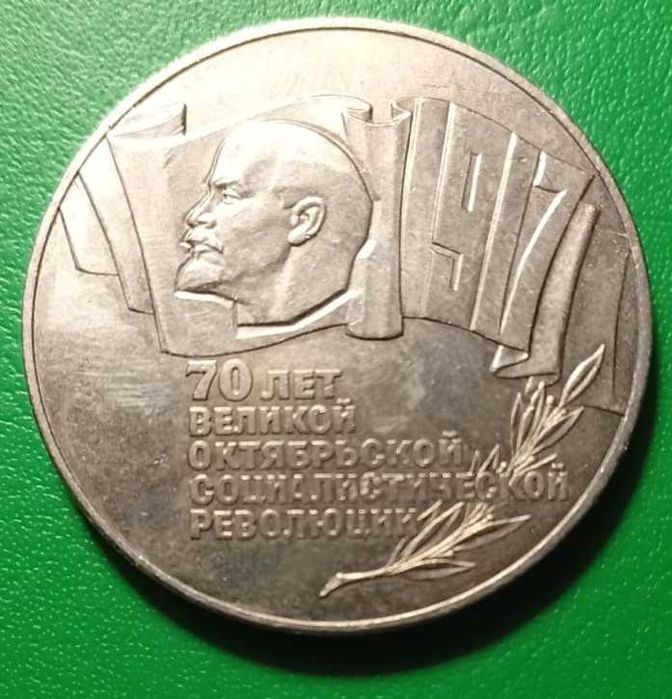 1917
70 ЛЕТ
ВЕЛИКОЙ
ОКТЯБРЬСКОЙ
СОЦИАЛИСТИЧЕСКОЙ
РЕВОЛЮЦИИ